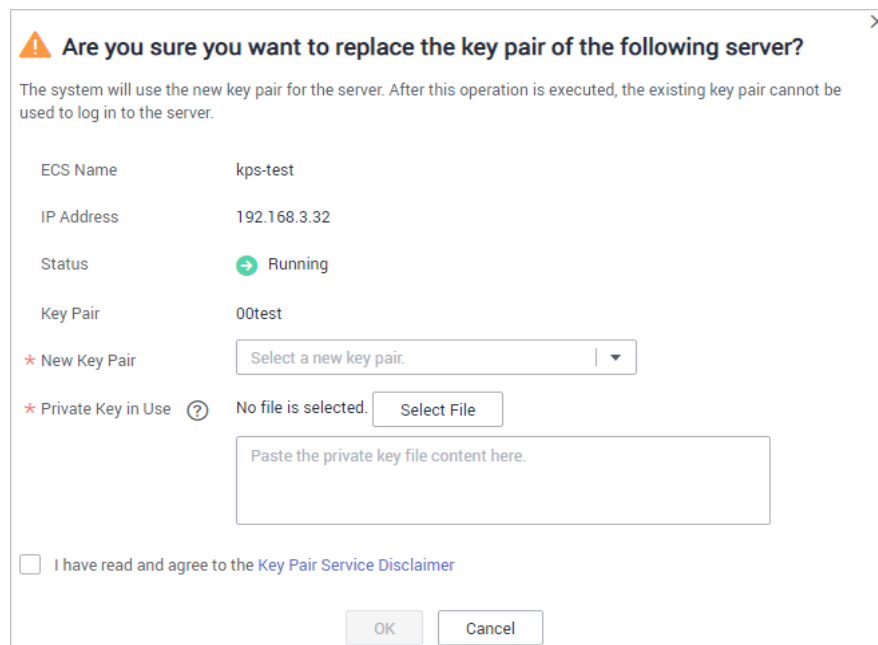 Are you sure you want to replace the key pair of the following server?
The system will use the new key pair for the server. After this operation is executed, the existing key pair cannot be
used to log in to the server.
ECS Name kps-test
IP Address 192.168.3.32
Status Running
Key Pair 00test
* New Key Pair Select a new key pair.
* Private Key in Use ? No file is selected. Select File
Paste the private key file content here.
I have read and agree to the Key Pair Service Disclaimer
OK Cancel